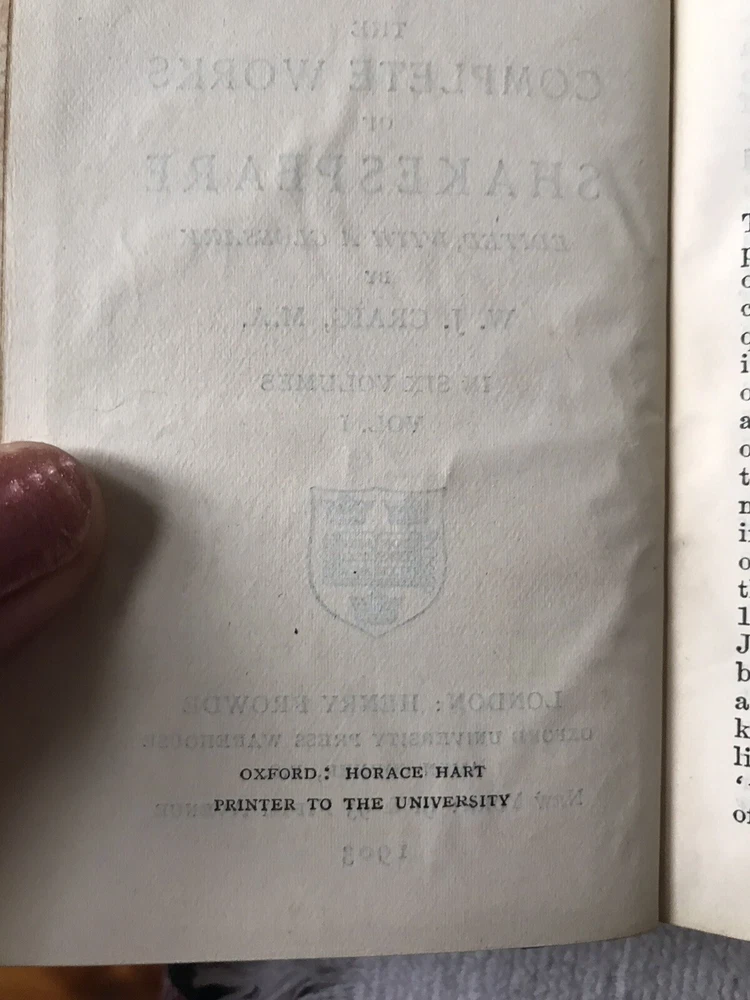 THE
COMPLETE WORKS
OF
SHAKESPEARE
EDITED, WITH A GLOSSARY
BY
W. J. CRAIG, M.A.
IN SIX VOLUMES
VOL. I
LONDON: HENRY FROWDE
OXFORD UNIVERSITY PRESS WAREHOUSE
OXFORD: HORACE HART
PRINTER TO THE UNIVERSITY
1903